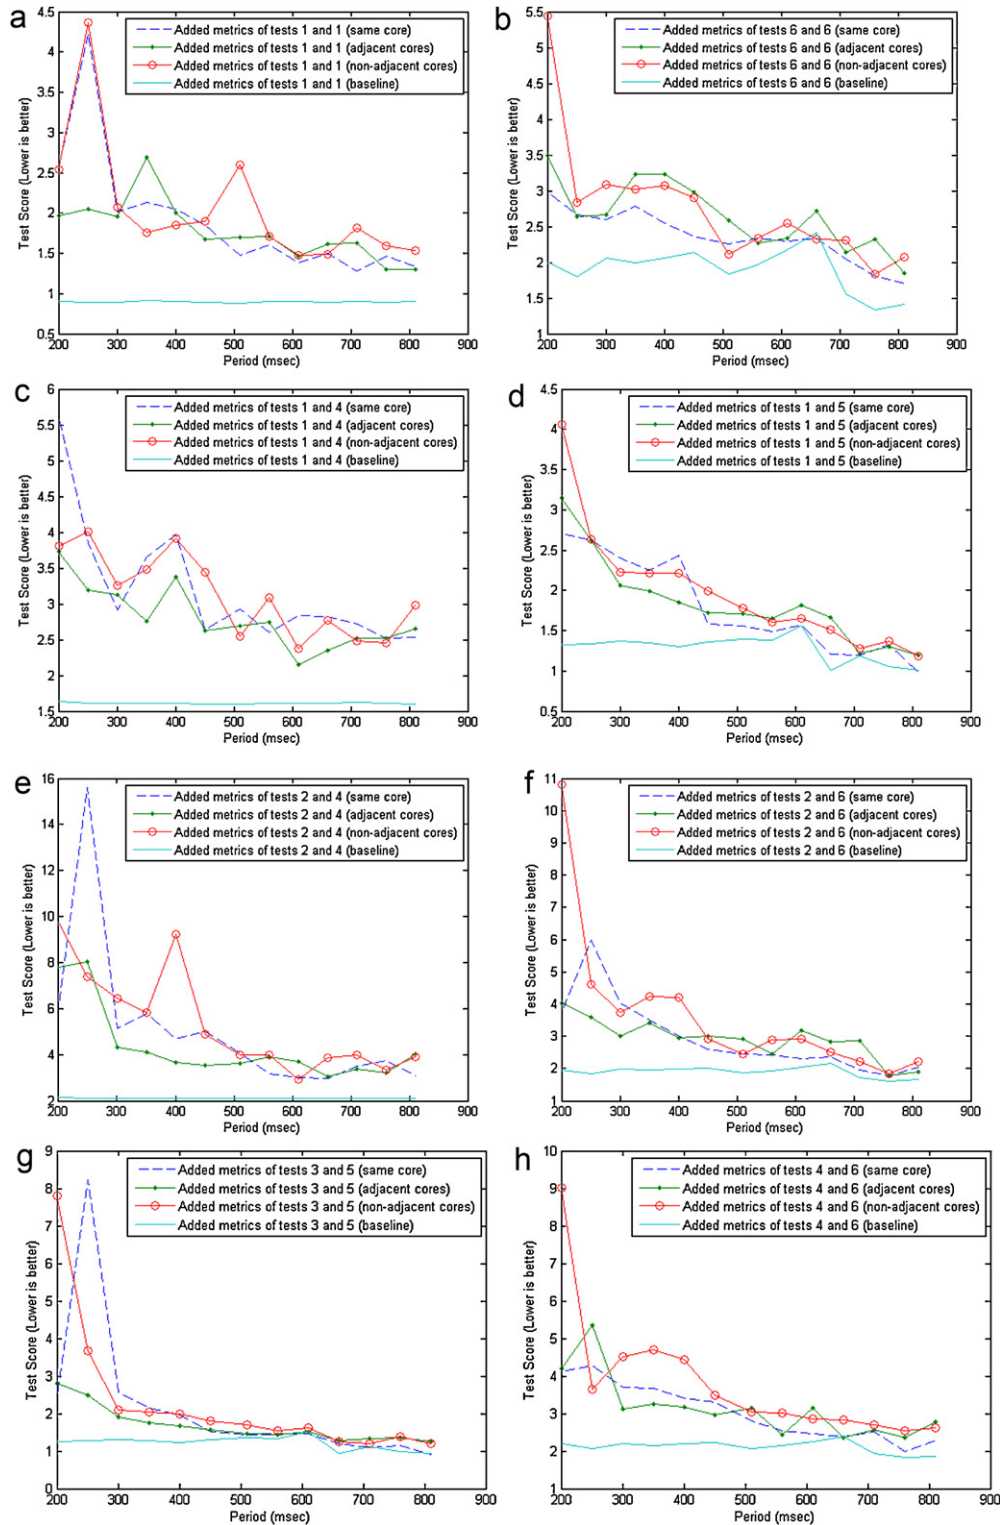 a
Added metrics of tests 1 and 1 (same core)
Added metrics of tests 1 and 1 (adjacent cores)
Added metrics of tests 1 and 1 (non-adjacent cores)
Added metrics of tests 1 and 1 (baseline)
Test Score (Lower is better)
4.5
4
3.5
3
2.5
2
1.5
1
0.5
200 300 400 500 600 700 800 900
Period (msec)
b
Added metrics of tests 6 and 6 (same core)
Added metrics of tests 6 and 6 (adjacent cores)
Added metrics of tests 6 and 6 (non-adjacent cores)
Added metrics of tests 6 and 6 (baseline)
Test Score (Lower is better)
5.5
5
4.5
4
3.5
3
2.5
2
1.5
1
200 300 400 500 600 700 800 900
Period (msec)
c
Added metrics of tests 1 and 4 (same core)
Added metrics of tests 1 and 4 (adjacent cores)
Added metrics of tests 1 and 4 (non-adjacent cores)
Added metrics of tests 1 and 4 (baseline)
Test Score (Lower is better)
6
5.5
5
4.5
4
3.5
3
2.5
2
1.5
200 300 400 500 600 700 800 900
Period (msec)
d
Added metrics of tests 1 and 5 (same core)
Added metrics of tests 1 and 5 (adjacent cores)
Added metrics of tests 1 and 5 (non-adjacent cores)
Added metrics of tests 1 and 5 (baseline)
Test Score (Lower is better)
4.5
4
3.5
3
2.5
2
1.5
1
0.5
200 300 400 500 600 700 800 900
Period (msec)
e
Added metrics of tests 2 and 4 (same core)
Added metrics of tests 2 and 4 (adjacent cores)
Added metrics of tests 2 and 4 (non-adjacent cores)
Added metrics of tests 2 and 4 (baseline)
Test Score (Lower is better)
16
14
12
10
8
6
4
2
200 300 400 500 600 700 800 900
Period (msec)
f
Added metrics of tests 2 and 6 (same core)
Added metrics of tests 2 and 6 (adjacent cores)
Added metrics of tests 2 and 6 (non-adjacent cores)
Added metrics of tests 2 and 6 (baseline)
Test Score (Lower is better)
11
10
9
8
7
6
5
4
3
2
1
200 300 400 500 600 700 800 900
Period (msec)
g
Added metrics of tests 3 and 5 (same core)
Added metrics of tests 3 and 5 (adjacent cores)
Added metrics of tests 3 and 5 (non-adjacent cores)
Added metrics of tests 3 and 5 (baseline)
Test Score (Lower is better)
9
8
7
6
5
4
3
2
1
0
200 300 400 500 600 700 800 900
Period (msec)
h
Added metrics of tests 4 and 6 (same core)
Added metrics of tests 4 and 6 (adjacent cores)
Added metrics of tests 4 and 6 (non-adjacent cores)
Added metrics of tests 4 and 6 (baseline)
Test Score (Lower is better)
10
9
8
7
6
5
4
3
2
1
200 300 400 500 600 700 800 900
Period (msec)